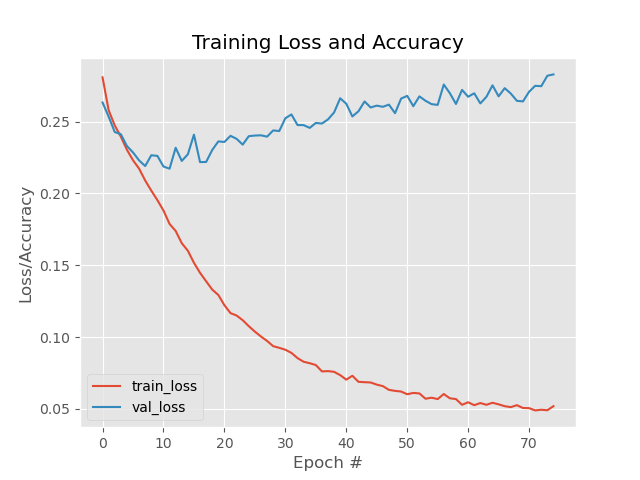 Training Loss and Accuracy
0.25
0.20
0.15
0.10
0.05
Loss/Accuracy
train_loss
val_loss
0 10 20 30 40 50 60 70
Epoch #